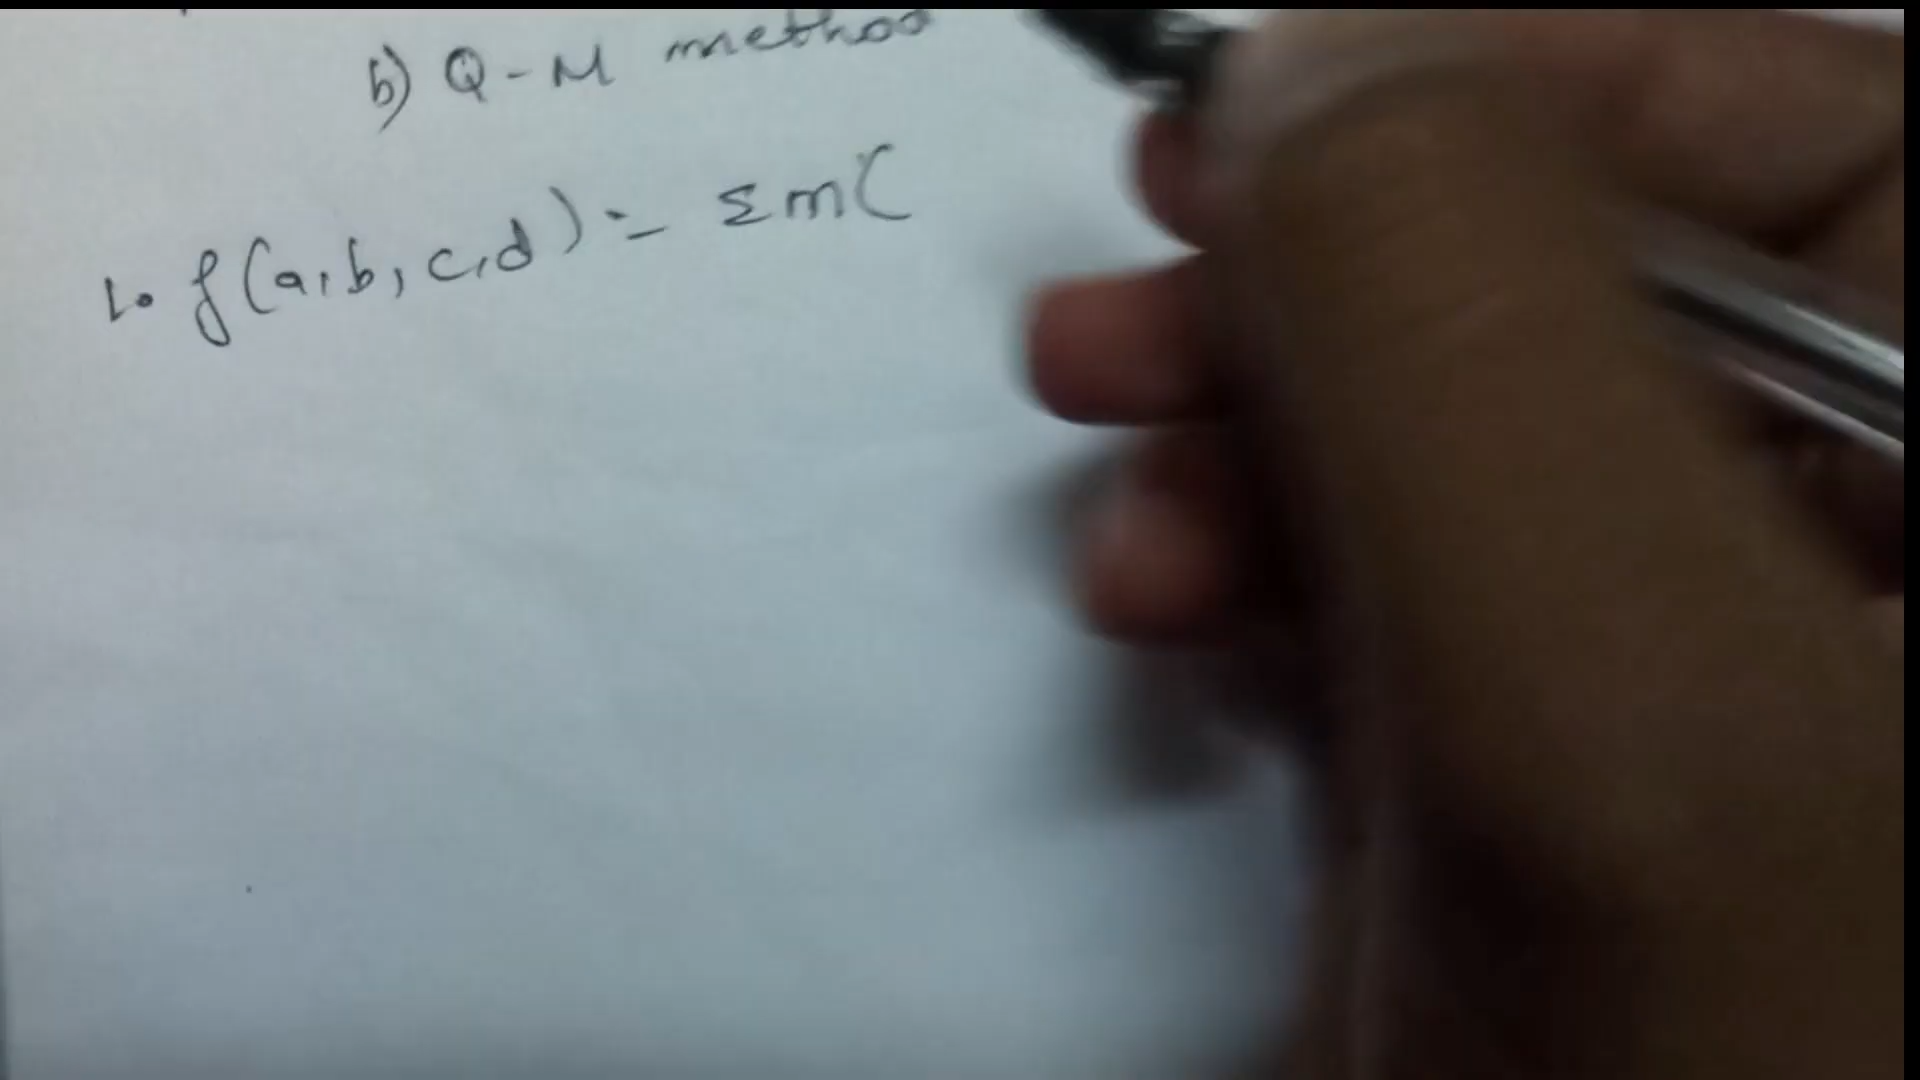 b) Q-M method
1. f(a,b,c,d) = Σm(